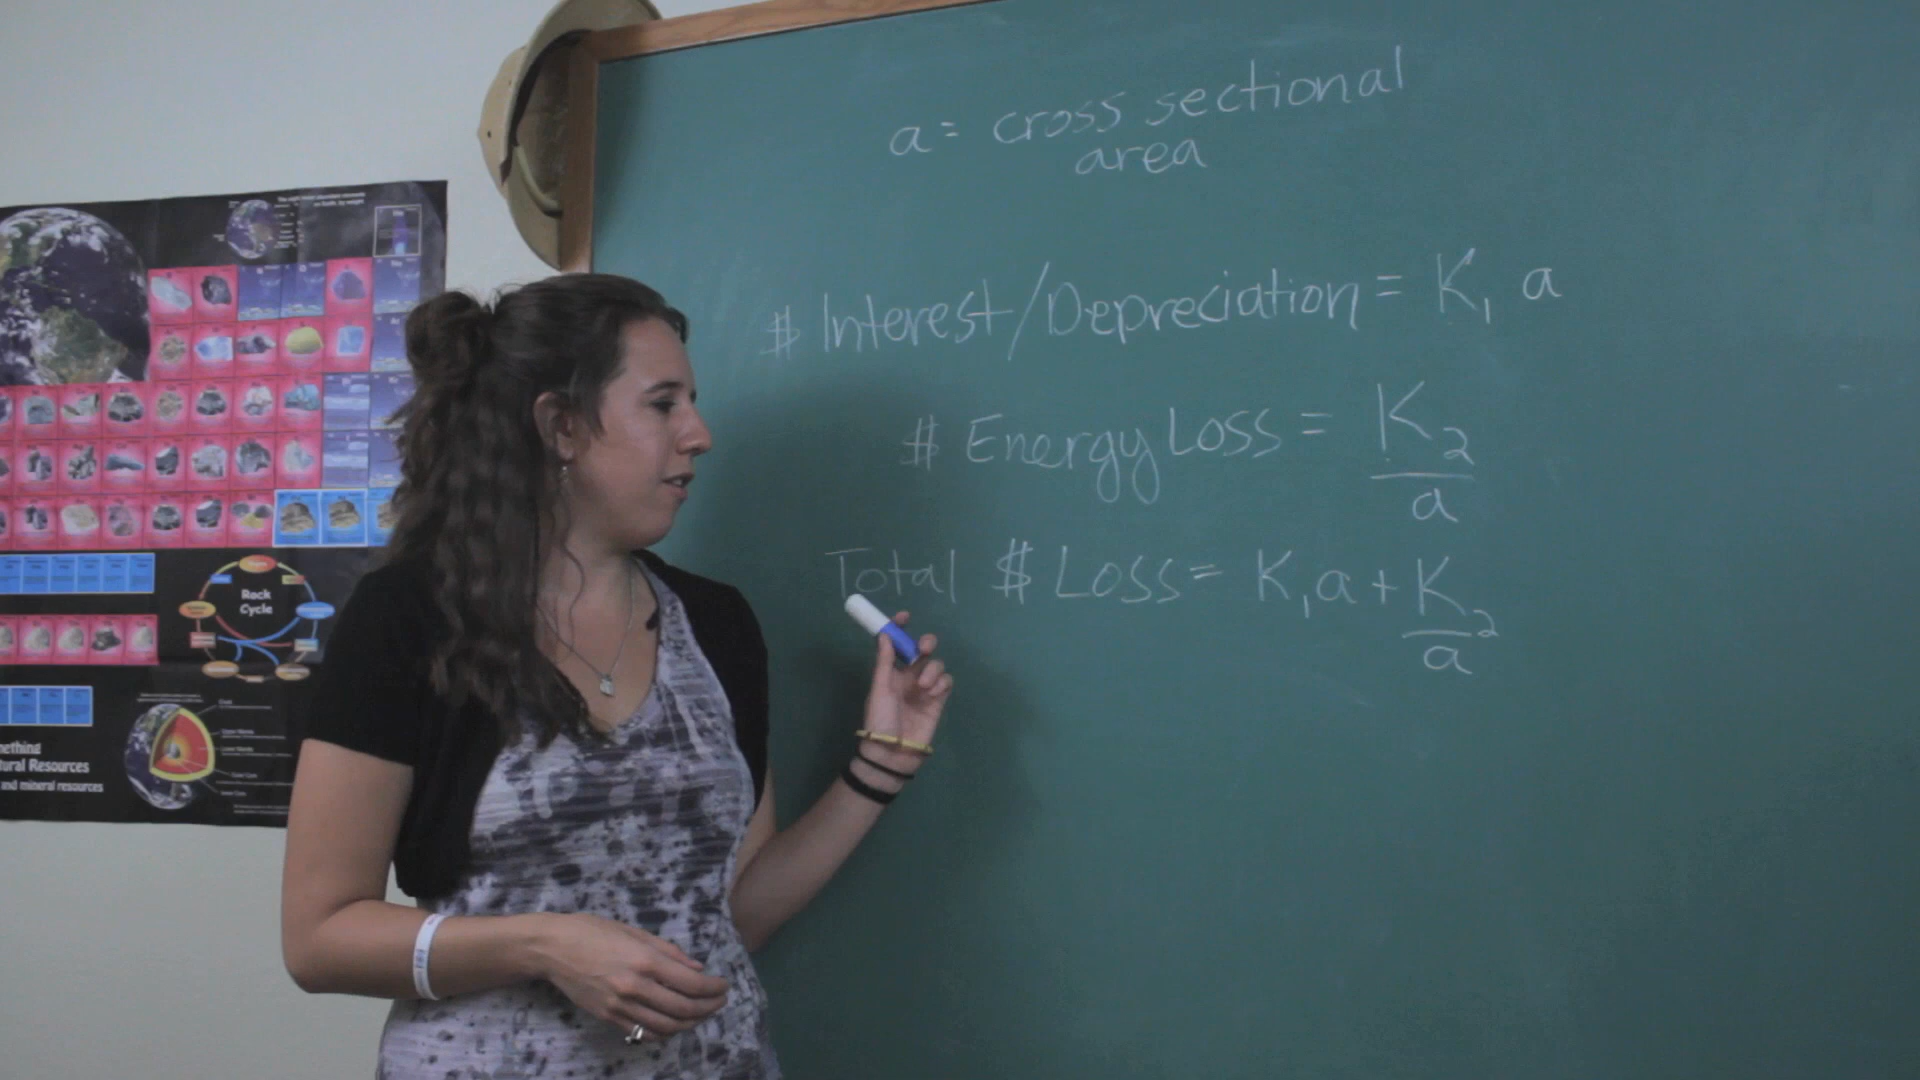 a = cross sectional
area
$ Interest/Depreciation = K₁ a
$ Energy Loss = K₂
a
Total $ Loss = K₁a + K₂
a
Rock
Cycle
ural Resources
and mineral resources